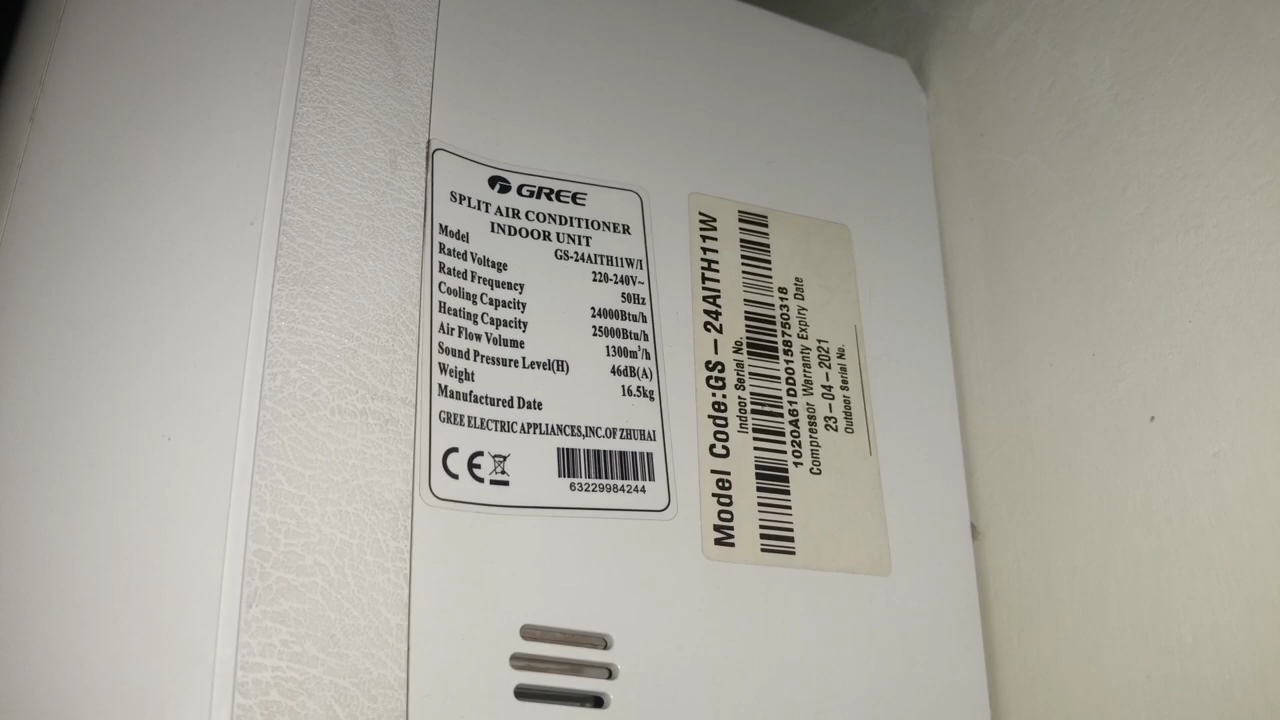 GREE
SPLIT AIR CONDITIONER
INDOOR UNIT
Model GS-24AITH11W/I
Rated Voltage 220-240V~
Rated Frequency 50Hz
Cooling Capacity 24000Btu/h
Heating Capacity 25000Btu/h
Air Flow Volume 1300m³/h
Sound Pressure Level(H) 46dB(A)
Weight 16.5kg
Manufactured Date
GREE ELECTRIC APPLIANCES,INC.OF ZHUHAI
CE
63229984244
Model Code:GS-24AITH11W
Indoor Serial No.
1020A61DD0158750318
Compressor Warranty Expiry Date
23-04-2021
Outdoor Serial No.